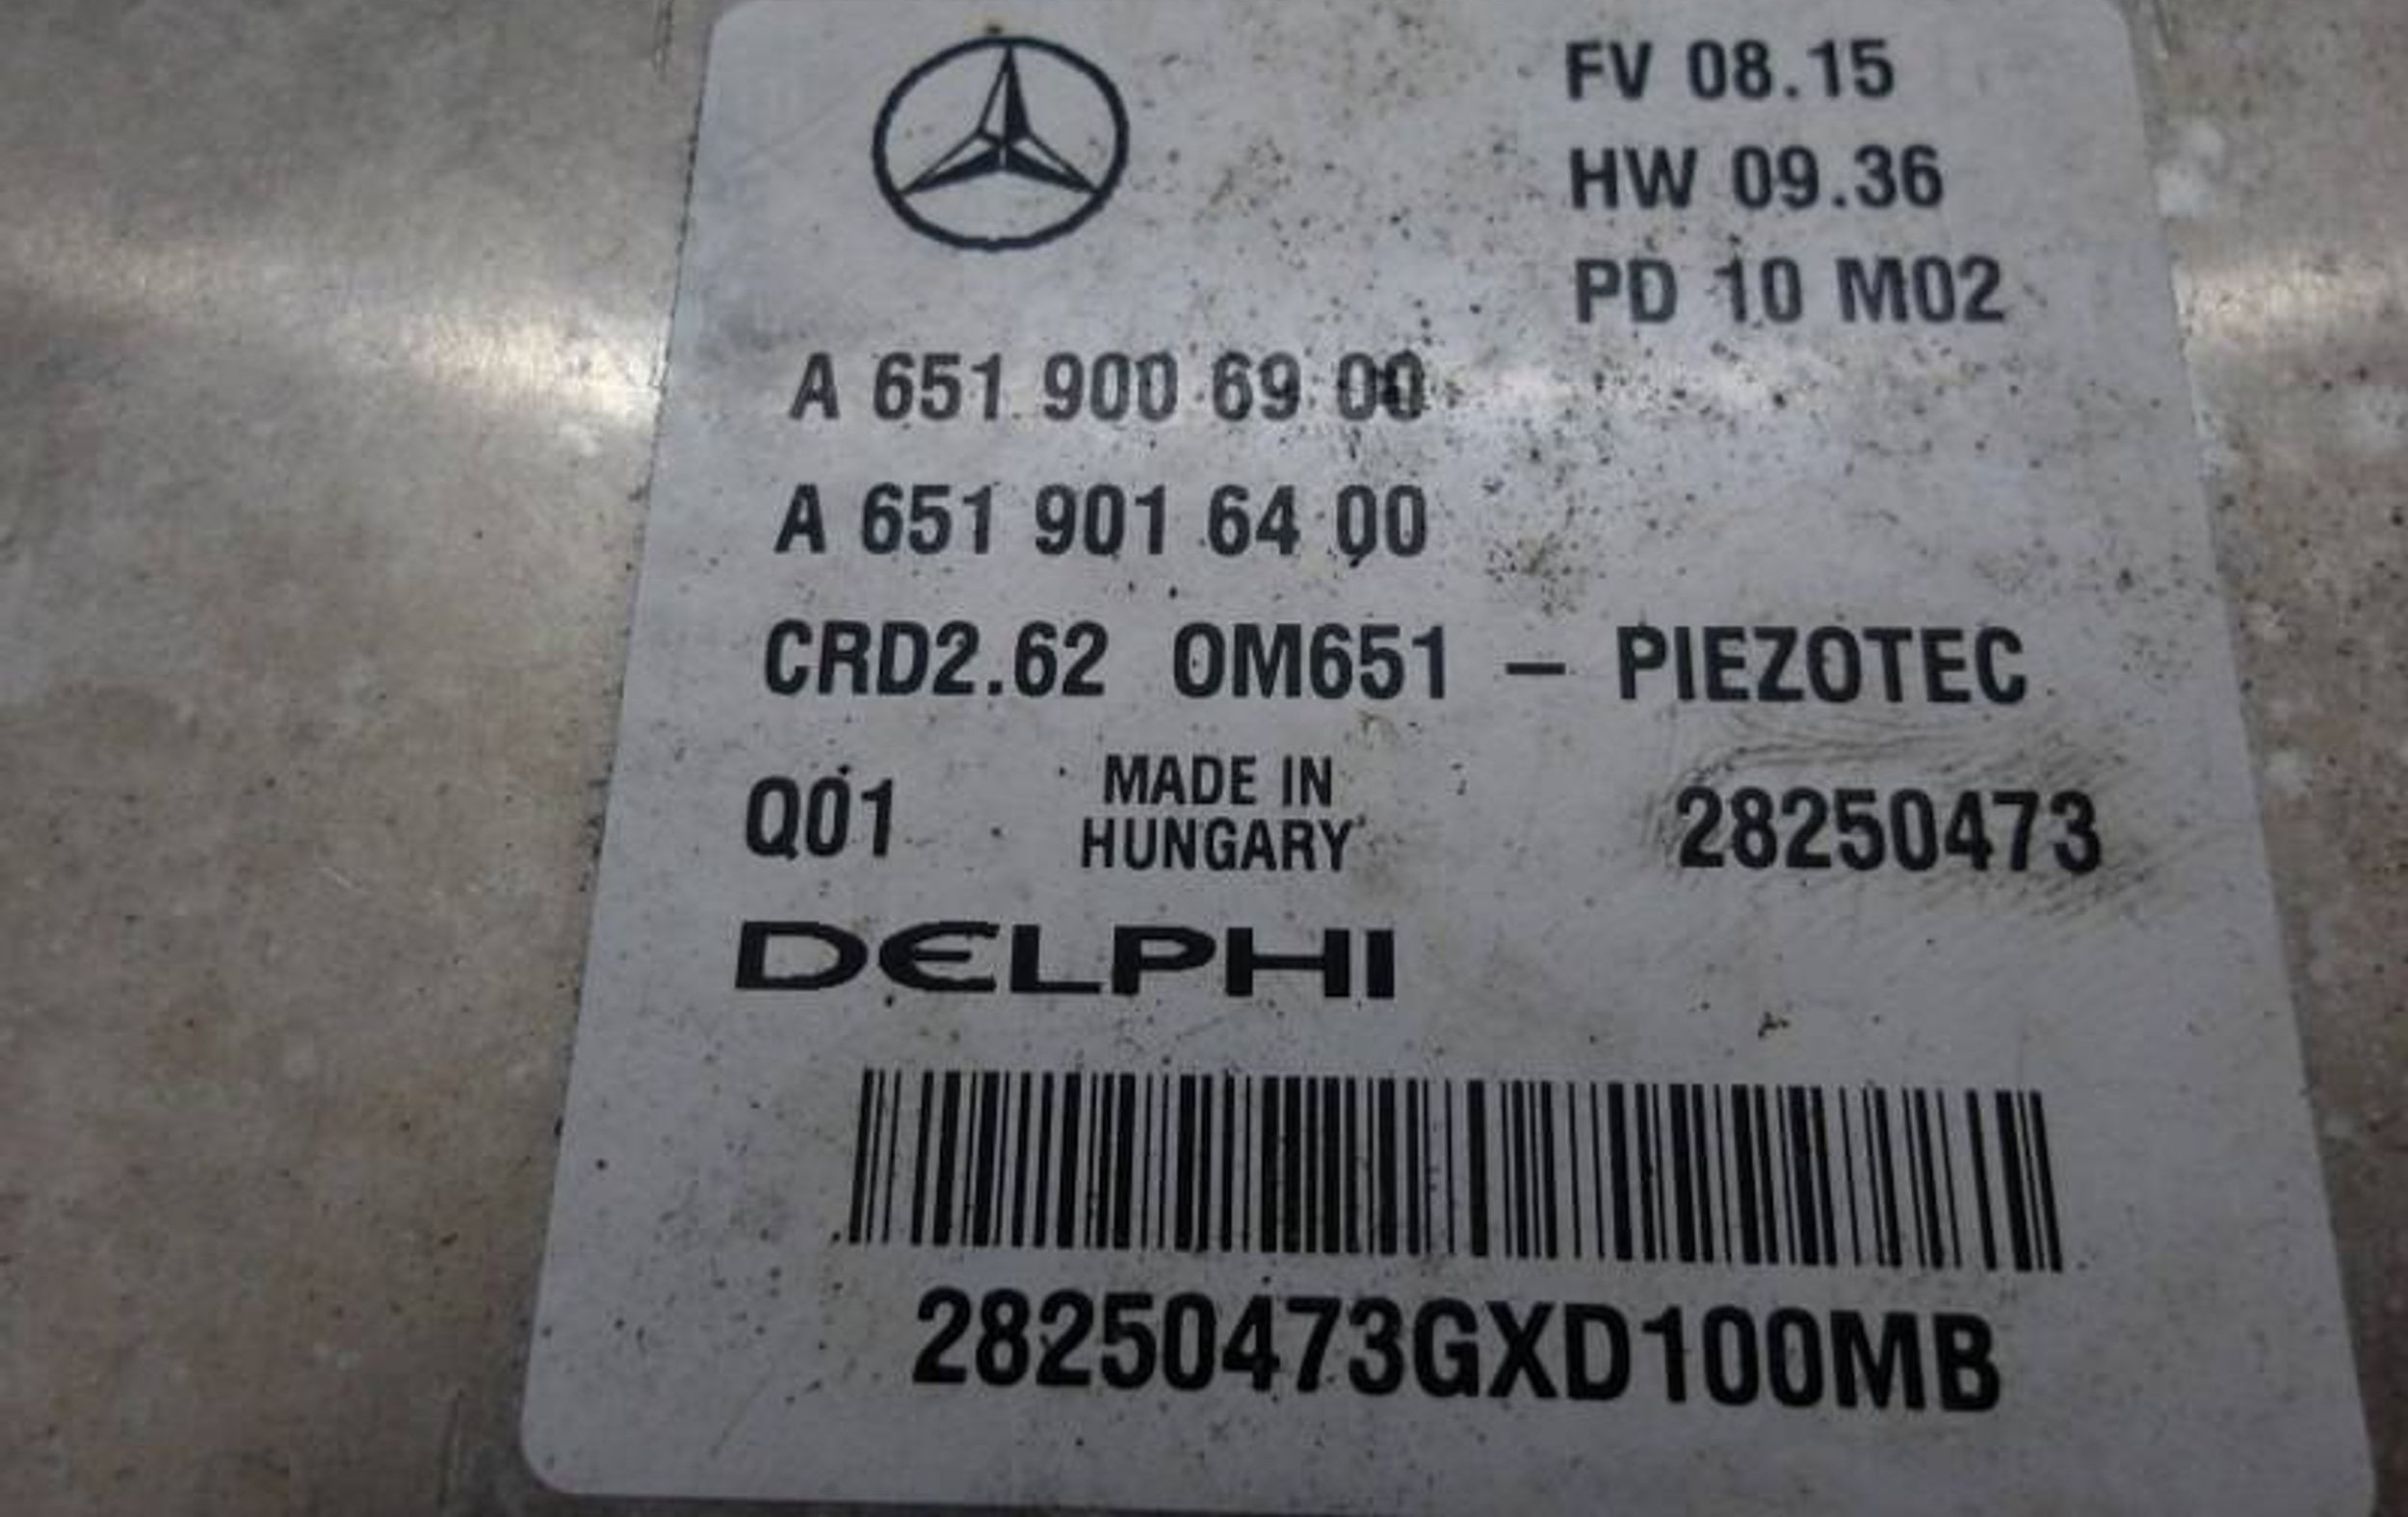 FV 08.15
HW 09.36
PD 10 M02
A 651 900 69 00
A 651 901 64 00
CRD2.62 OM651 – PIEZOTEC
Q01
MADE IN
HUNGARY
28250473
DELPHI
28250473GXD100MB